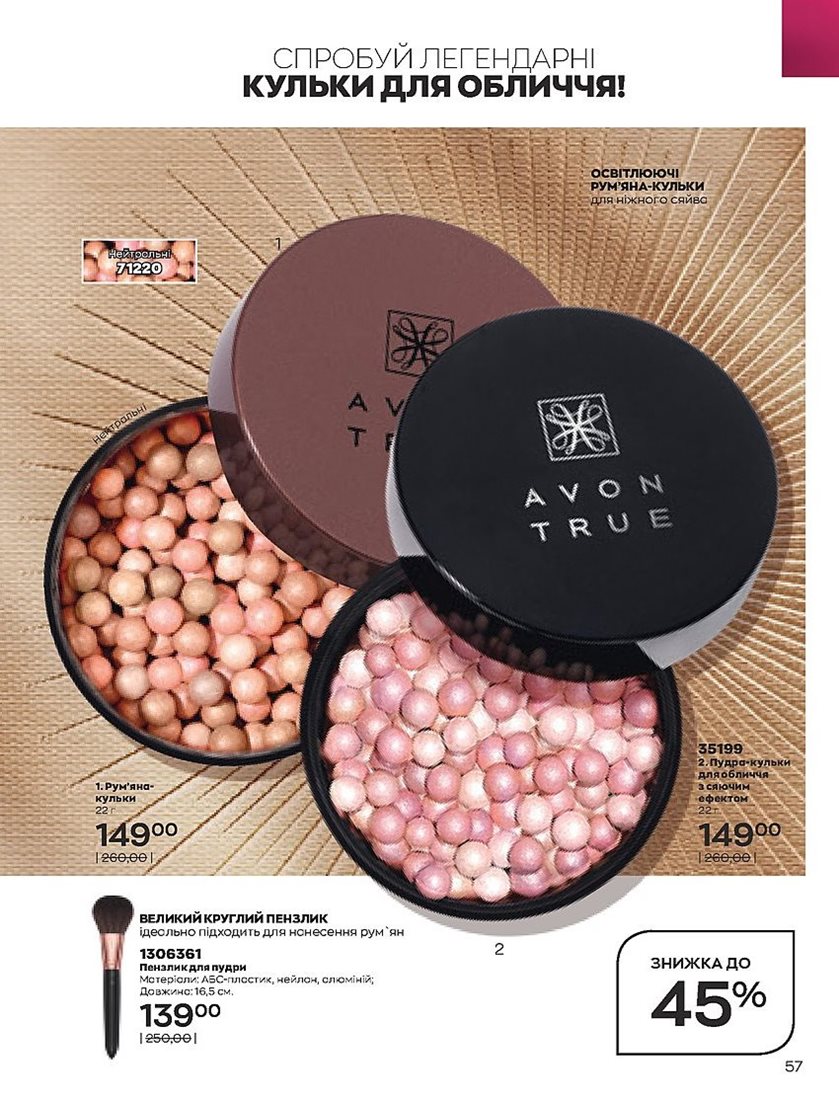 СПРОБУЙ ЛЕГЕНДАРНІ
КУЛЬКИ ДЛЯ ОБЛИЧЧЯ!
ОСВІТЛЮЮЧІ
РУМ'ЯНА-КУЛЬКИ
для ніжного сяйва
1
Нейтральні
71220
AVON
TRUE
Нейтральні
AVON
TRUE
1. Рум'яна-
кульки
22 г
14900
|260,00|
35199
2. Пудра-кульки
для обличчя
з сяючим
ефектом
22 г
14900
|260,00|
ВЕЛИКИЙ КРУГЛИЙ ПЕНЗЛИК
ідеально підходить для нанесення рум`ян
1306361
Пензлик для пудри
Матеріали: АБС-пластик, нейлон, алюміній;
Довжина: 16,5 см.
13900
|250,00|
2
ЗНИЖКА ДО
45%
57